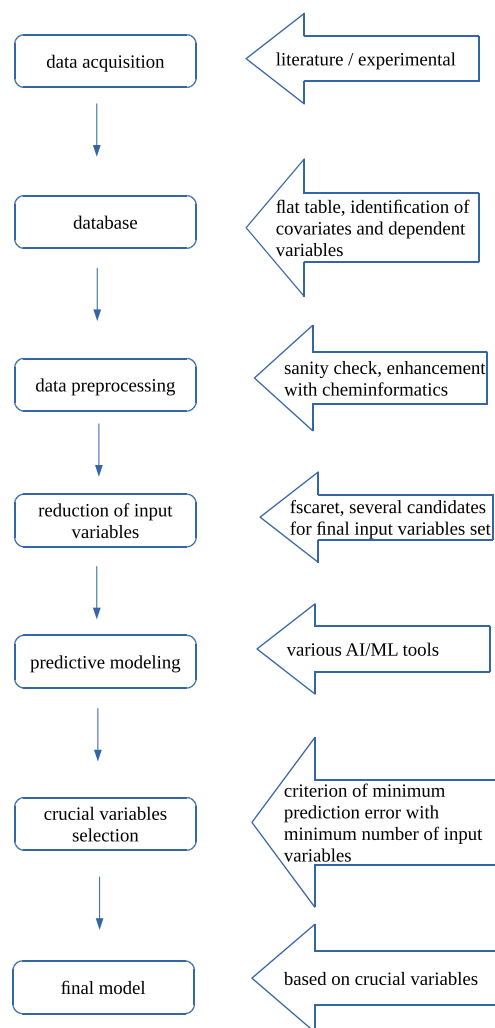 data acquisition
literature / experimental
database
flat table, identification of
covariates and dependent
variables
data preprocessing
sanity check, enhancement
with cheminformatics
reduction of input
variables
fscaret, several candidates
for final input variables set
predictive modeling
various AI/ML tools
crucial variables
selection
criterion of minimum
prediction error with
minimum number of input
variables
final model
based on crucial variables